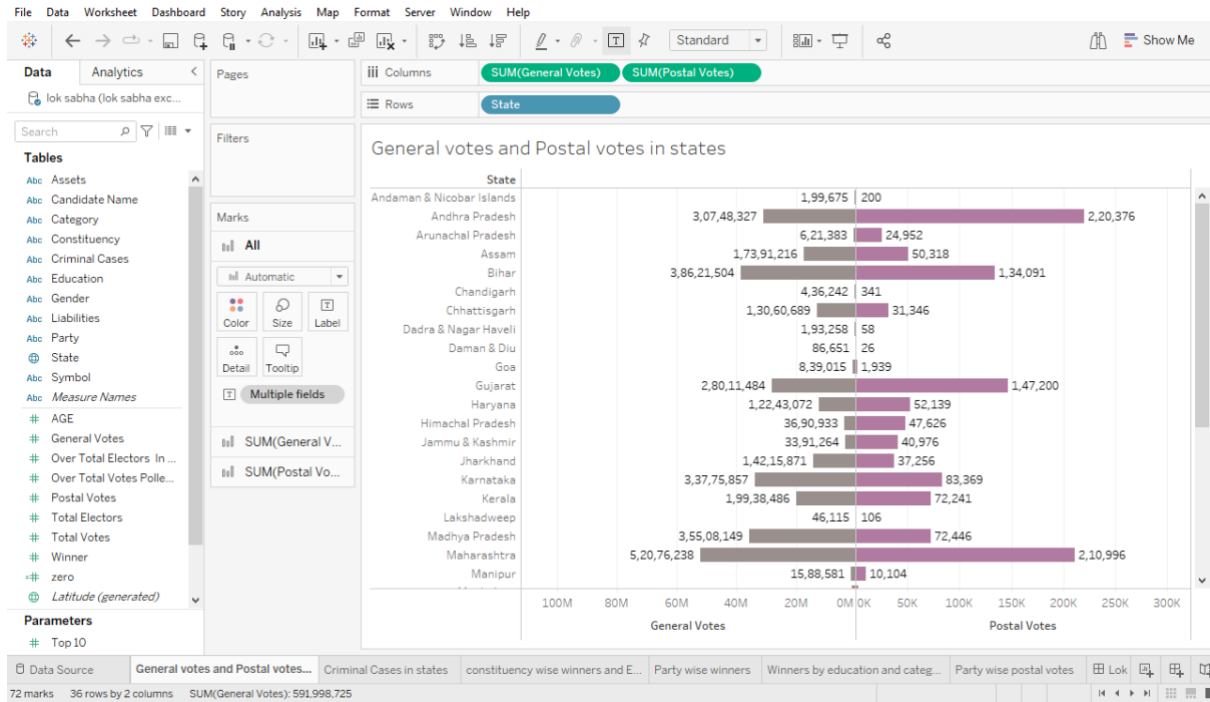 File Data Worksheet Dashboard Story Analysis Map Format Server Window Help
Standard
Show Me
Data Analytics
lok sabha (lok sabha exc...
Search
Tables
Abc Assets
Abc Candidate Name
Abc Category
Abc Constituency
Abc Criminal Cases
Abc Education
Abc Gender
Abc Liabilities
Abc Party
State
Abc Symbol
Abc Measure Names
# AGE
# General Votes
# Over Total Electors In ...
# Over Total Votes Polle...
# Postal Votes
# Total Electors
# Total Votes
# Winner
=# zero
Latitude (generated)
Parameters
# Top 10
Pages
Filters
Marks
All
Automatic
Color Size Label
Detail Tooltip
Multiple fields
SUM(General V...
SUM(Postal Vo...
Columns SUM(General Votes) SUM(Postal Votes)
Rows State
General votes and Postal votes in states
State
Andaman & Nicobar Islands 1,99,675 200
Andhra Pradesh 3,07,48,327 2,20,376
Arunachal Pradesh 6,21,383 24,952
Assam 1,73,91,216 50,318
Bihar 3,86,21,504 1,34,091
Chandigarh 4,36,242 341
Chhattisgarh 1,30,60,689 31,346
Dadra & Nagar Haveli 1,93,258 58
Daman & Diu 86,651 26
Goa 8,39,015 1,939
Gujarat 2,80,11,484 1,47,200
Haryana 1,22,43,072 52,139
Himachal Pradesh 36,90,933 47,626
Jammu & Kashmir 33,91,264 40,976
Jharkhand 1,42,15,871 37,256
Karnataka 3,37,75,857 83,369
Kerala 1,99,38,486 72,241
Lakshadweep 46,115 106
Madhya Pradesh 3,55,08,149 72,446
Maharashtra 5,20,76,238 2,10,996
Manipur 15,88,581 10,104
100M 80M 60M 40M 20M 0M 0K 50K 100K 150K 200K 250K 300K
General Votes Postal Votes
Data Source General votes and Postal votes... Criminal Cases in states constituency wise winners and E... Party wise winners Winners by education and categ... Party wise postal votes Lok
72 marks 36 rows by 2 columns SUM(General Votes): 591,998,725